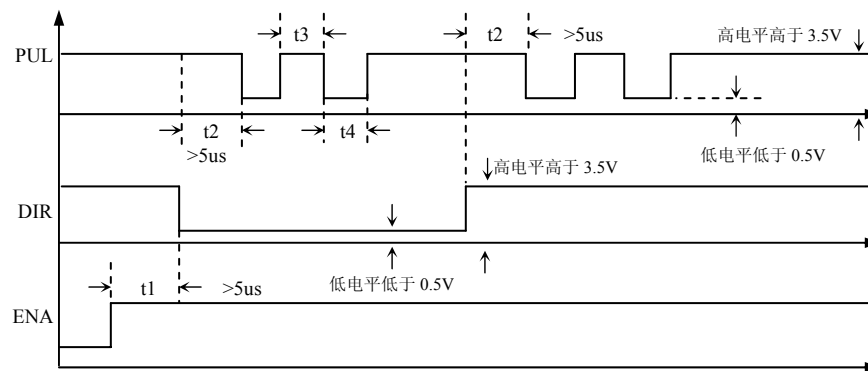 t3
t2
>5us
高电平高于 3.5V
PUL
t2
t4
>5us
低电平低于 0.5V
高电平高于 3.5V
DIR
t1
>5us
低电平低于 0.5V
ENA